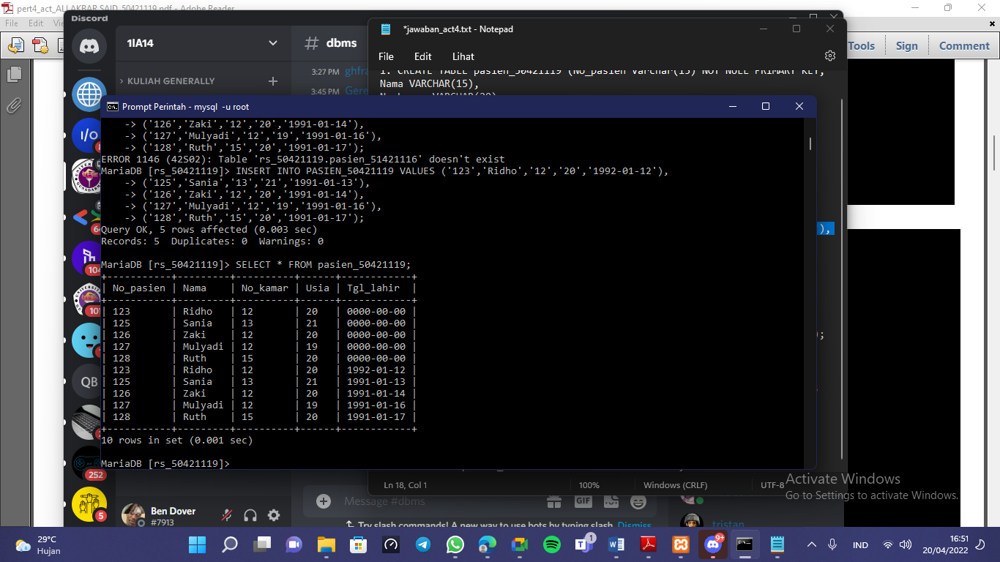 pert4_act_ALI AKBAR SAID_50421119.pdf - Adobe Reader
File Edit
Tools Sign Comment
Discord
1IA14
# dbms
KULIAH GENERALLY
3:27 PM
3:45 PM Gere
*jawaban_act4.txt - Notepad
File Edit Lihat
1. CREATE TABLE pasien_50421119 (No_pasien Varchar(15) NOT NULL PRIMARY KEY,
Nama VARCHAR(15),
Prompt Perintah - mysql -u root
-> ('126','Zaki','12','20','1991-01-14'),
-> ('127','Mulyadi','12','19','1991-01-16'),
-> ('128','Ruth','15','20','1991-01-17');
ERROR 1146 (42S02): Table 'rs_50421119.pasien_51421116' doesn't exist
MariaDB [rs_50421119]> INSERT INTO PASIEN_50421119 VALUES ('123','Ridho','12','20','1992-01-12'),
-> ('125','Sania','13','21','1991-01-13'),
-> ('126','Zaki','12','20','1991-01-14'),
-> ('127','Mulyadi','12','19','1991-01-16'),
-> ('128','Ruth','15','20','1991-01-17');
Query OK, 5 rows affected (0.003 sec)
Records: 5 Duplicates: 0 Warnings: 0
MariaDB [rs_50421119]> SELECT * FROM pasien_50421119;
| No_pasien | Nama | No_kamar | Usia | Tgl_lahir |
| 123 | Ridho | 12 | 20 | 0000-00-00 |
| 125 | Sania | 13 | 21 | 0000-00-00 |
| 126 | Zaki | 12 | 20 | 0000-00-00 |
| 127 | Mulyadi | 12 | 19 | 0000-00-00 |
| 128 | Ruth | 15 | 20 | 0000-00-00 |
| 123 | Ridho | 12 | 20 | 1992-01-12 |
| 125 | Sania | 13 | 21 | 1991-01-13 |
| 126 | Zaki | 12 | 20 | 1991-01-14 |
| 127 | Mulyadi | 12 | 19 | 1991-01-16 |
| 128 | Ruth | 15 | 20 | 1991-01-17 |
10 rows in set (0.001 sec)
MariaDB [rs_50421119]>
),
);
I/O
104
QB
252
5
Ln 18, Col 1 100% Windows (CRLF) UTF-8
Message #dbms
GIF
Try slash commands! A new way to use bots by typing slash Dismiss
Ben Dover
#7913
tristan
Activate Windows
Go to Settings to activate Windows.
29°C
Hujan
1
9+
IND
16:51
20/04/2022